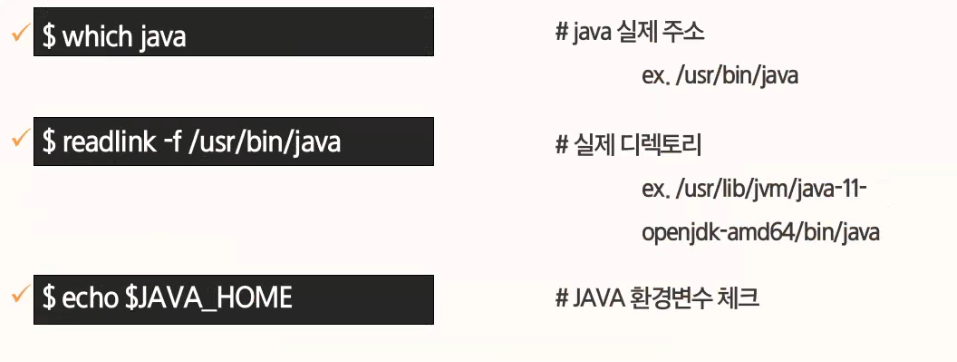 ✓ $ which java
# java 실제 주소
ex. /usr/bin/java
✓ $ readlink -f /usr/bin/java
# 실제 디렉토리
ex. /usr/lib/jvm/java-11-
openjdk-amd64/bin/java
✓ $ echo $JAVA_HOME
# JAVA 환경변수 체크